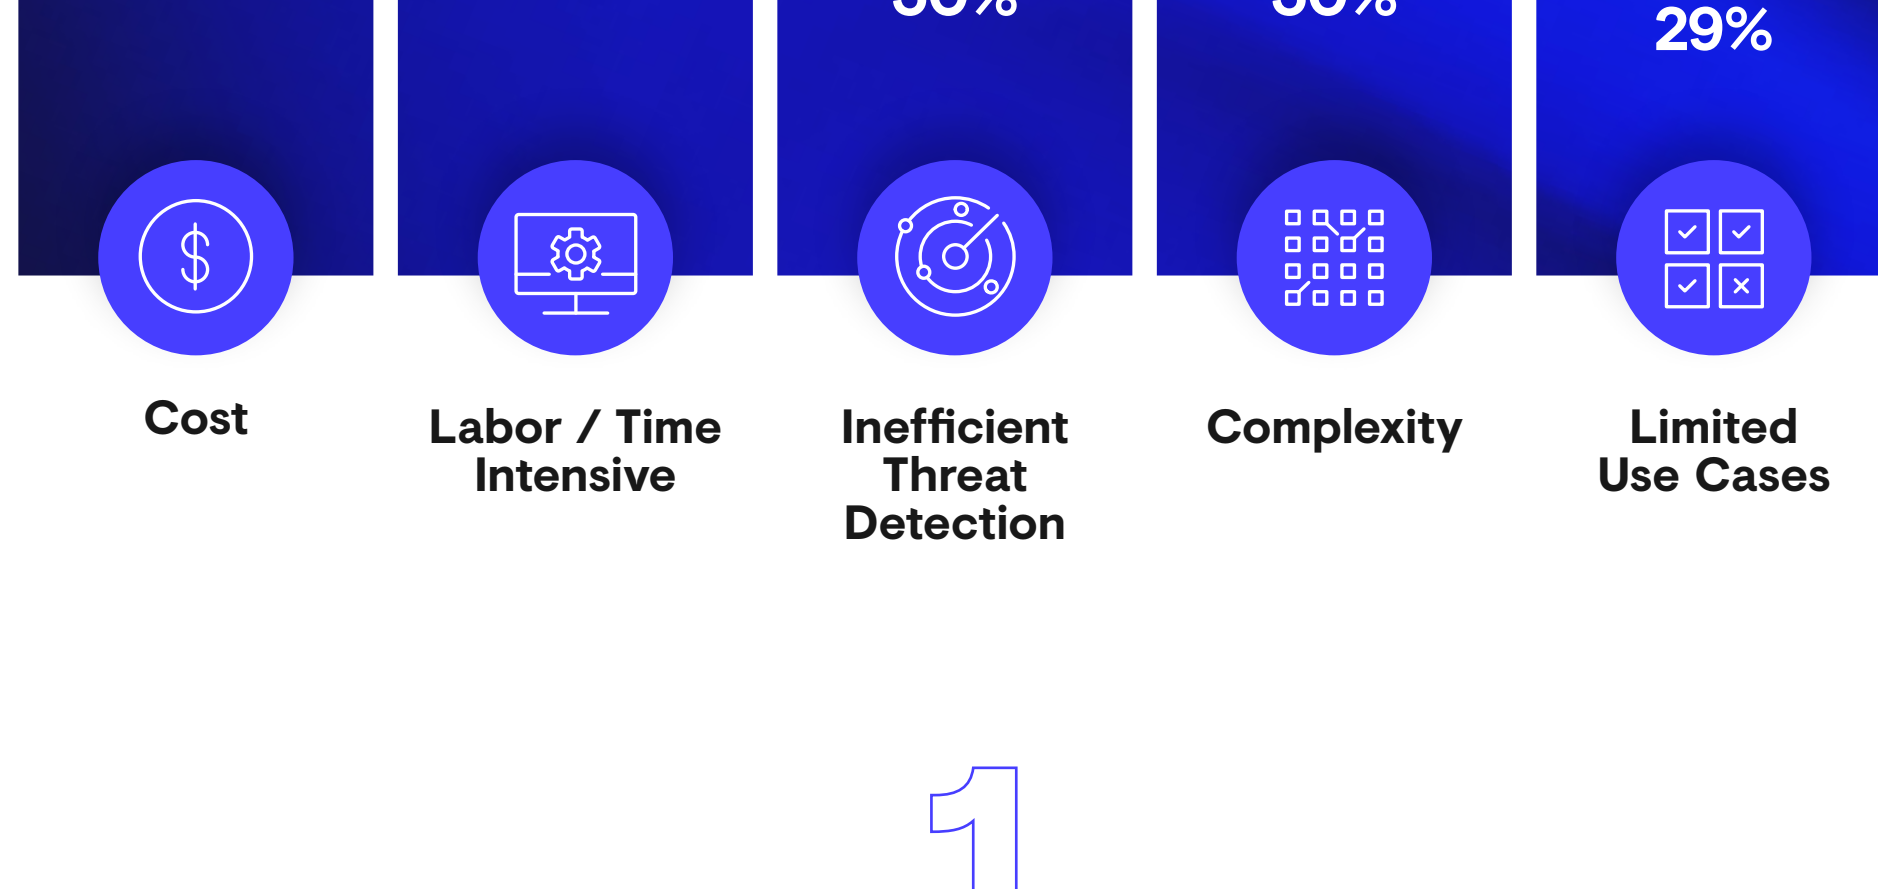 29%
Cost
Labor / Time
Intensive
Inefficient
Threat
Detection
Complexity
Limited
Use Cases
1